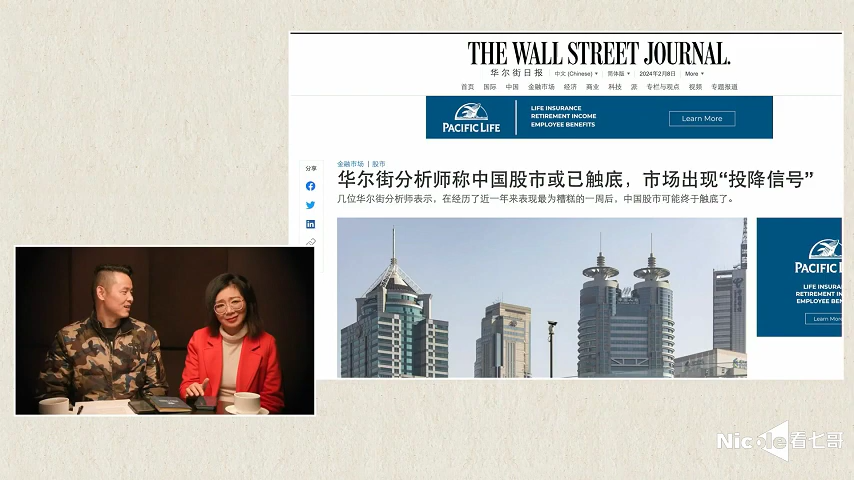 THE WALL STREET JOURNAL.
华尔街日报 中文 (Chinese) 简体版 2024年2月8日 More
首页 国际 中国 金融市场 经济 商业 科技 派 专栏与观点 视频 专题报道
PACIFIC LIFE
LIFE INSURANCE
RETIREMENT INCOME
EMPLOYEE BENEFITS
Learn More
分享
金融市场 | 股市
华尔街分析师称中国股市或已触底，市场出现“投降信号”
几位华尔街分析师表示，在经历了近一年来表现最为糟糕的一周后，中国股市可能终于触底了。
PACIFIC L
LIFE INSURA
RETIREMENT IN
EMPLOYEE BEN
Learn Mor
Nicole看七哥